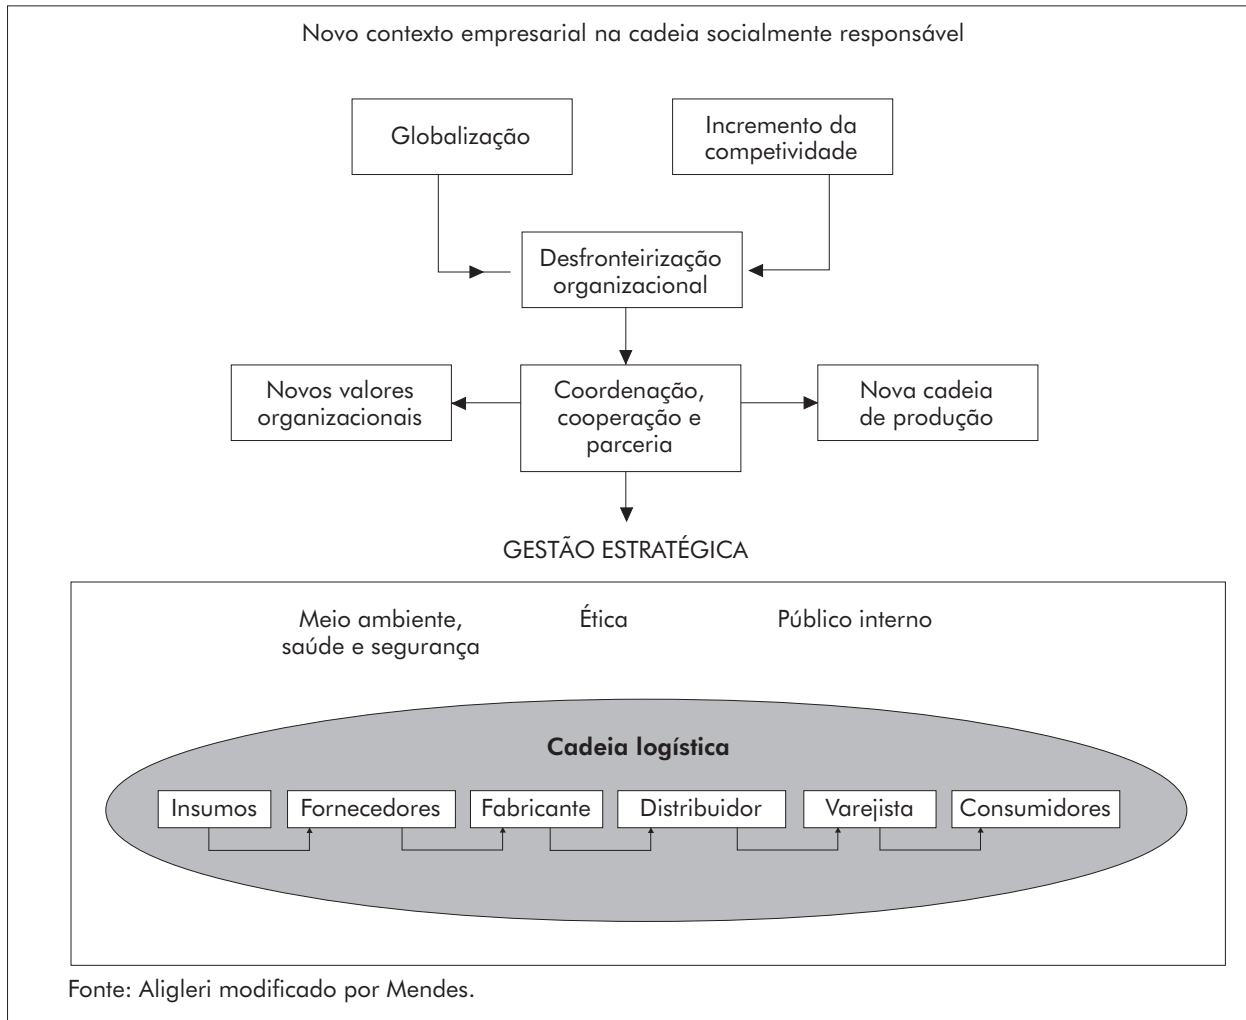 Novo contexto empresarial na cadeia socialmente responsável
Globalização
Incremento da
competividade
Desfronteirização
organizacional
Novos valores
organizacionais
Coordenação,
cooperação e
parceria
Nova cadeia
de produção
GESTÃO ESTRATÉGICA
Meio ambiente,
saúde e segurança
Ética
Público interno
Cadeia logística
Insumos
Fornecedores
Fabricante
Distribuidor
Varejista
Consumidores
Fonte: Aligleri modificado por Mendes.